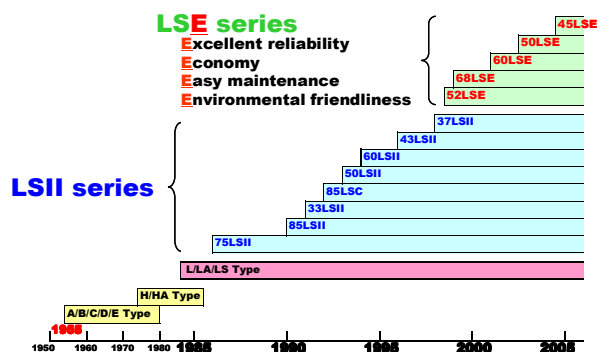 LSE series
Excellent reliability
Economy
Easy maintenance
Environmental friendliness
45LSE
50LSE
60LSE
68LSE
52LSE
LSII series
37LSII
43LSII
60LSII
50LSII
85LSC
33LSII
85LSII
75LSII
L/LA/LS Type
H/HA Type
A/B/C/D/E Type
1955
1950 1960 1970 1980 1985 1990 1995 2000 2005